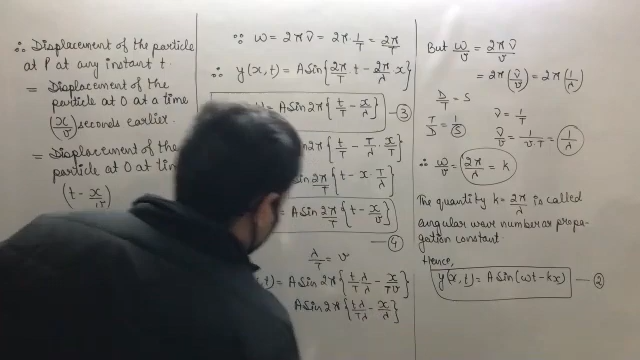 ∴ Displacement of the particle
at P at any instant t.
= Displacement of the
particle at O at a time
(x/v) seconds earlier.
= Displacement of the
particle at O at time
(t - x/v)
∵ ω = 2πν̄ = 2π·1/T = 2π/T
∴ y(x,t) = A Sin{2π/T·t - 2π/λ x}
= A Sin 2π{t/T - x/λ} ③
Sin 2π{t/T - T/λ·x/T}
Sin 2π/T{t - x·T/λ}
= A Sin 2π/T{t - x/v}
④
λ/T = v
,t) = A Sin 2π{tλ/Tλ - x/Tv}
A Sin 2π{tλ/Tλ - x/λ}
But ω/v = 2πν̄/v
= 2π(ν̄/v) = 2π(1/λ)
D/T = S
T/D = 1/S
ν̄ = 1/T
ν̄/v = 1/v·T = 1/λ
∴ ω/v = 2π/λ = k
The quantity k = 2π/λ is called
angular wave number or propa-
gation constant
Hence,
y(x,t) = A Sin(ωt - kx) — ②